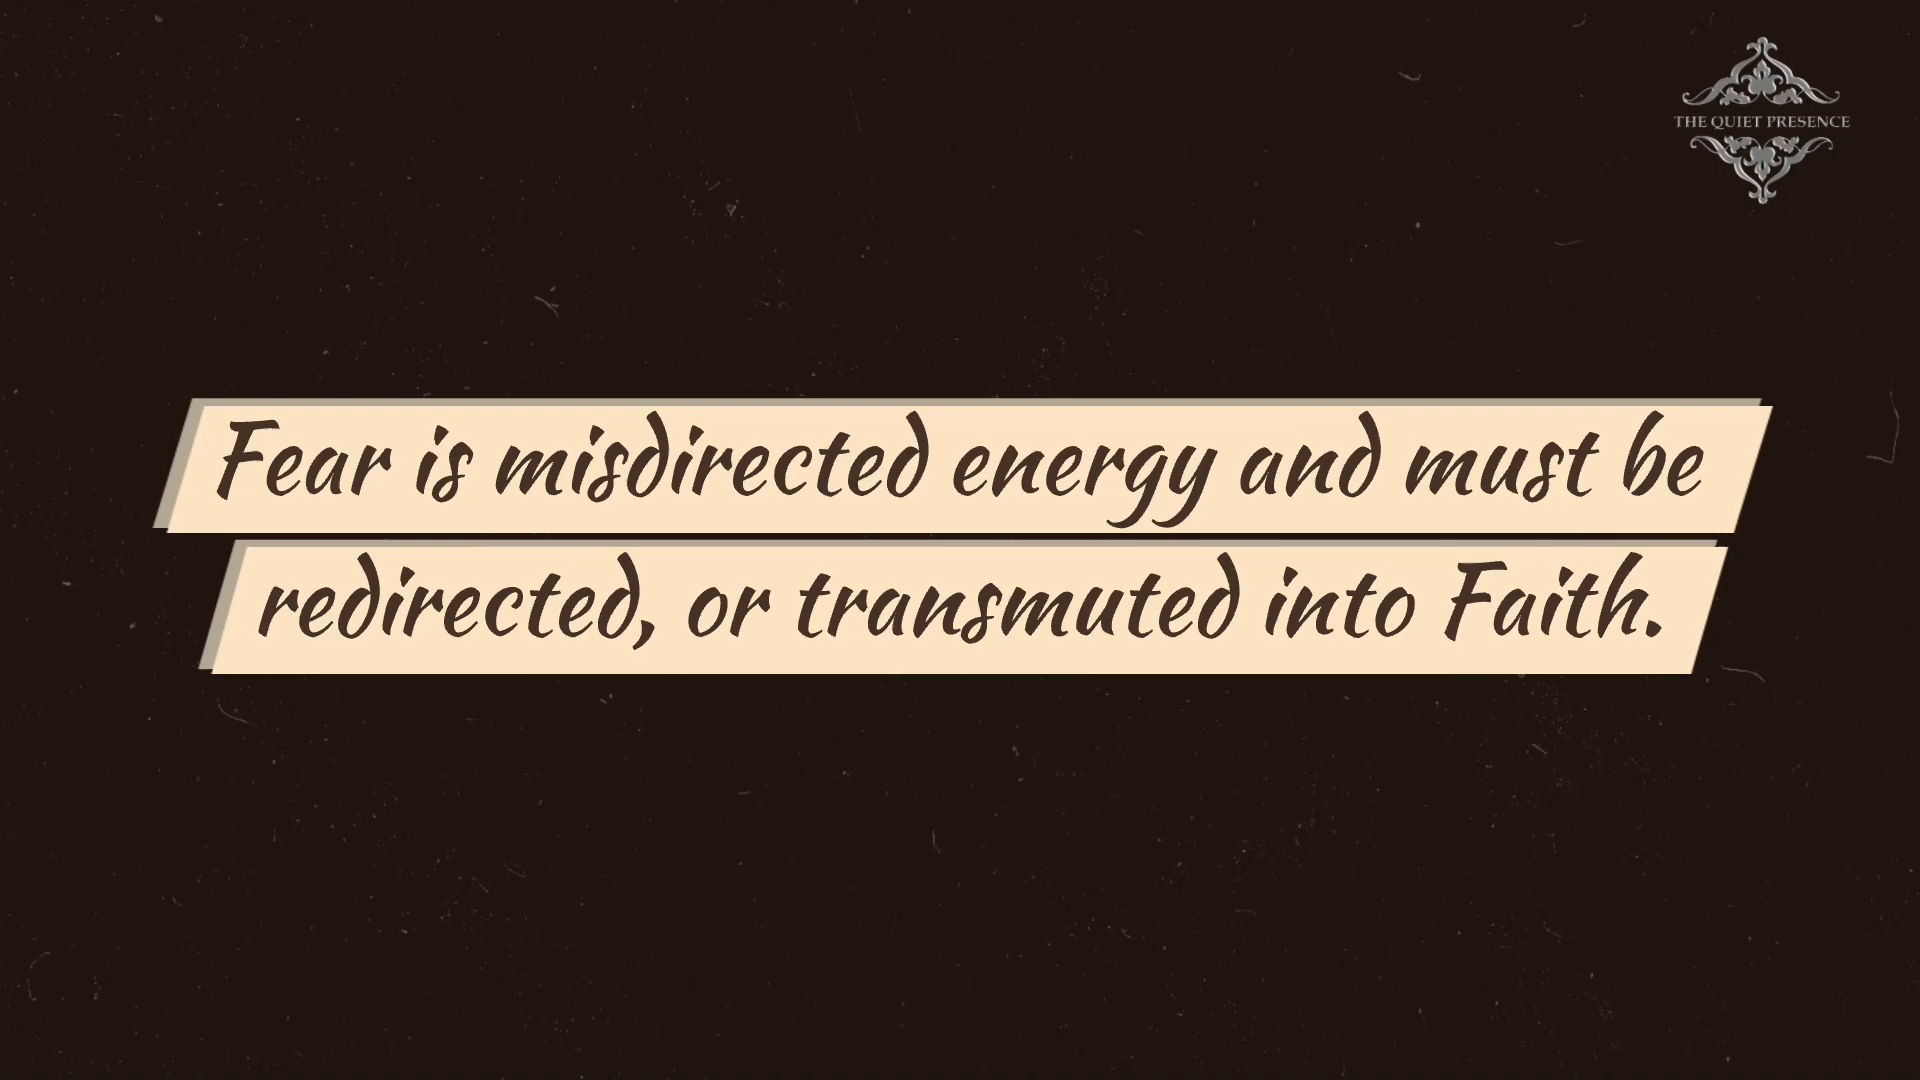 THE QUIET PRESENCE
Fear is misdirected energy and must be
redirected, or transmuted into Faith.